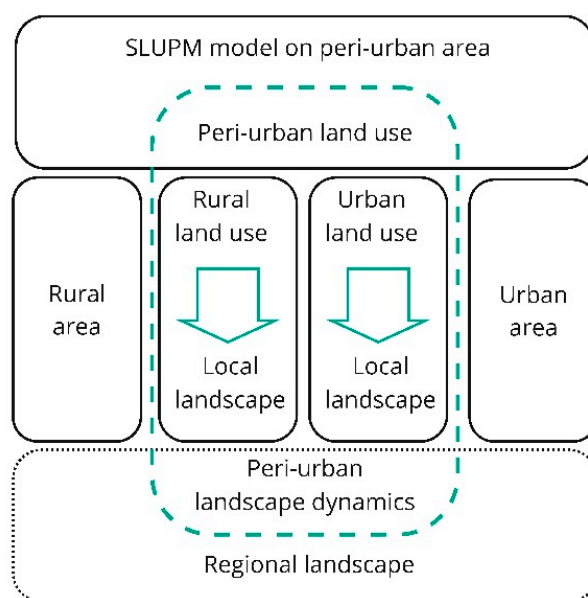 SLUPM model on peri-urban area
Peri-urban land use
Rural
land use
Urban
land use
Rural
area
Urban
area
Local
landscape
Local
landscape
Peri-urban
landscape dynamics
Regional landscape